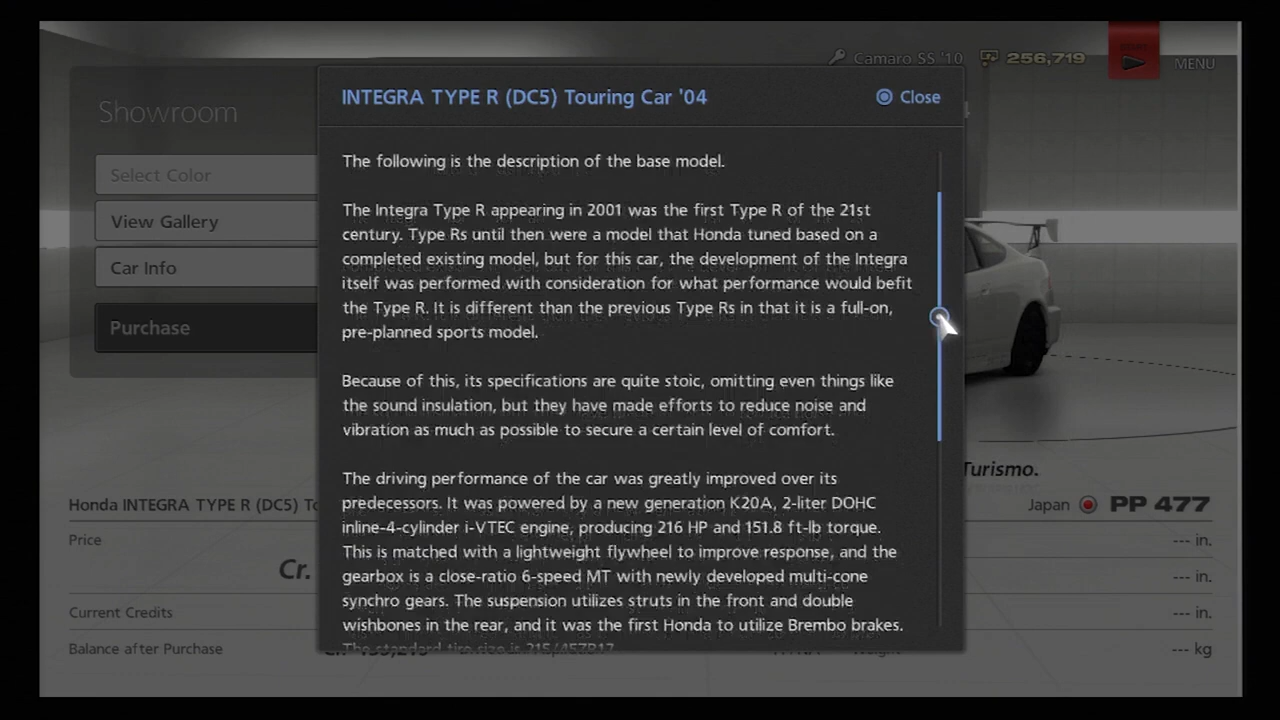 Camaro SS '10
256,719
START
MENU
Showroom
INTEGRA TYPE R (DC5) Touring Car '04
Close
Select Color
View Gallery
Car Info
Purchase
The following is the description of the base model.
The Integra Type R appearing in 2001 was the first Type R of the 21st
century. Type Rs until then were a model that Honda tuned based on a
completed existing model, but for this car, the development of the Integra
itself was performed with consideration for what performance would befit
the Type R. It is different than the previous Type Rs in that it is a full-on,
pre-planned sports model.
Because of this, its specifications are quite stoic, omitting even things like
the sound insulation, but they have made efforts to reduce noise and
vibration as much as possible to secure a certain level of comfort.
The driving performance of the car was greatly improved over its
predecessors. It was powered by a new generation K20A, 2-liter DOHC
inline-4-cylinder i-VTEC engine, producing 216 HP and 151.8 ft-lb torque.
This is matched with a lightweight flywheel to improve response, and the
gearbox is a close-ratio 6-speed MT with newly developed multi-cone
synchro gears. The suspension utilizes struts in the front and double
wishbones in the rear, and it was the first Honda to utilize Brembo brakes.
The standard tire size is 215/45ZR17.
Turismo.
Honda INTEGRA TYPE R (DC5) To
Japan PP 477
Price
Cr.
--- in.
--- in.
Current Credits
--- in.
Balance after Purchase
--- kg